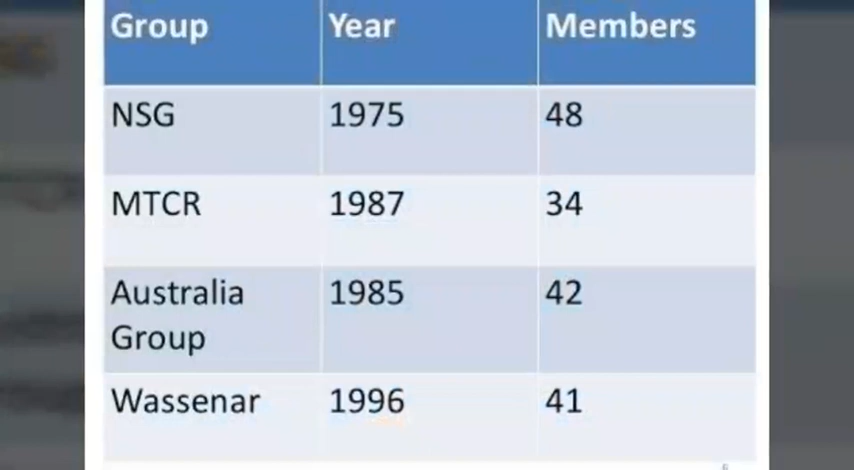 Group Year Members
NSG 1975 48
MTCR 1987 34
Australia 1985 42
Group
Wassenar 1996 41